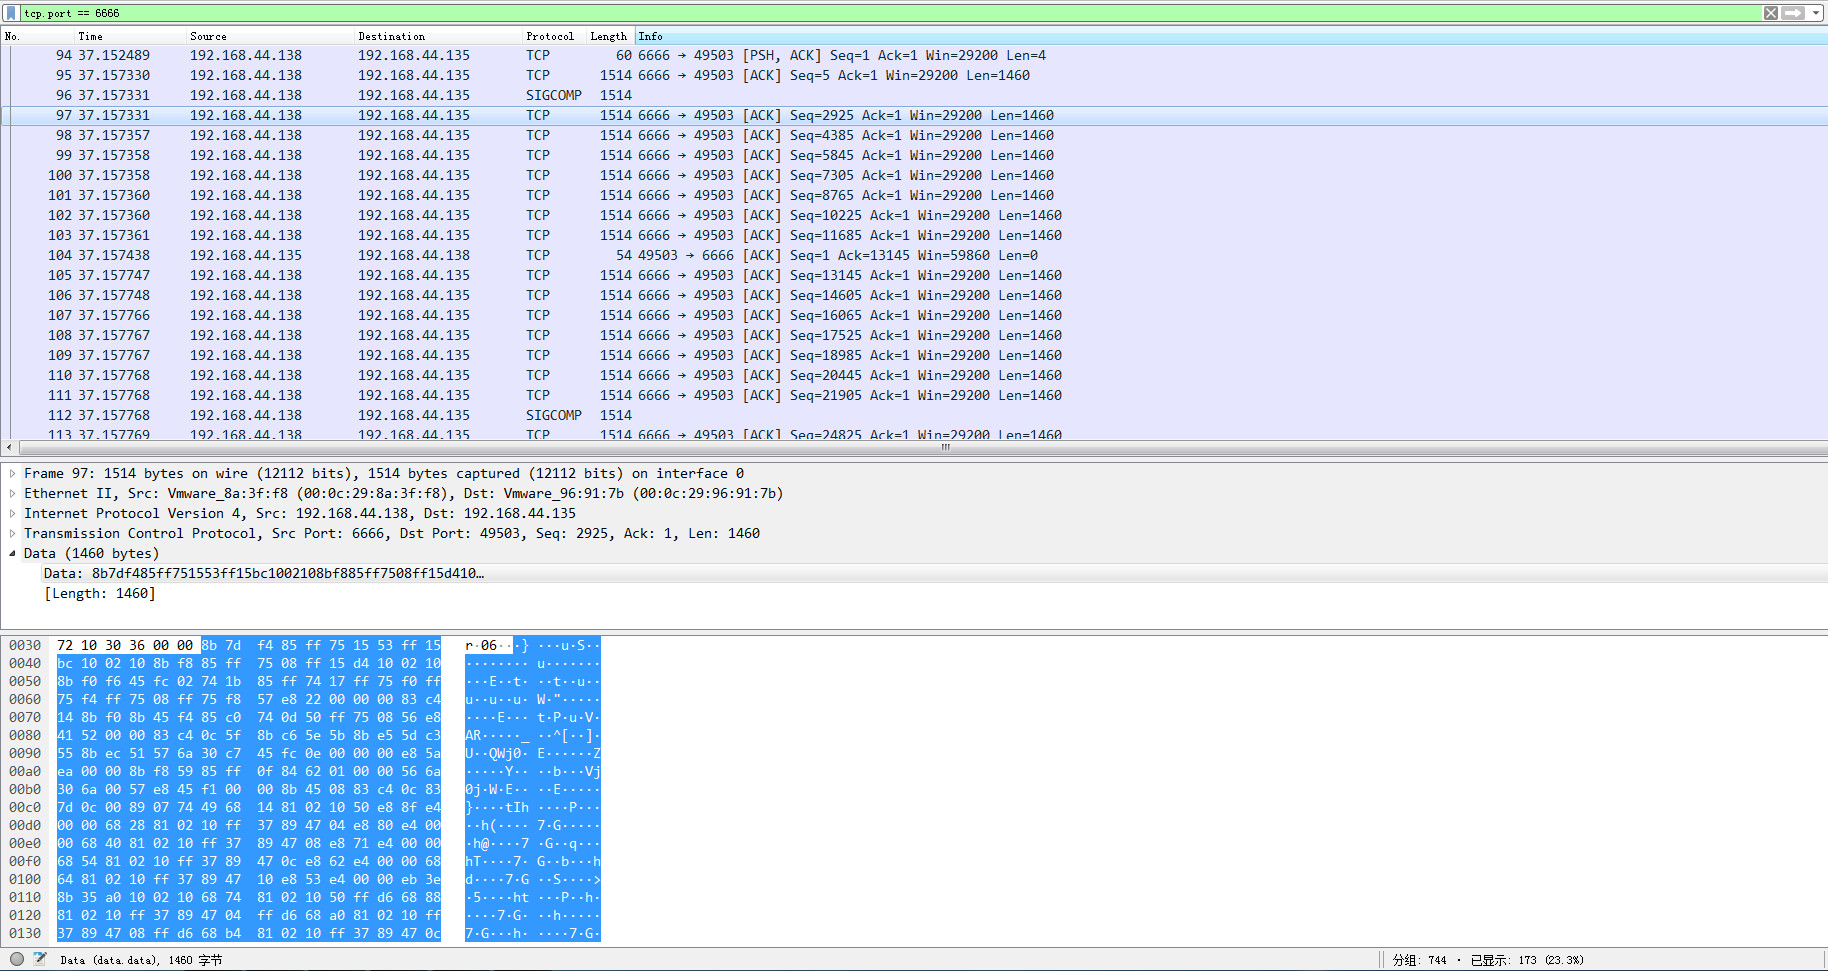 tcp.port == 6666
No. Time Source Destination Protocol Length Info
94 37.152489 192.168.44.138 192.168.44.135 TCP 60 6666 → 49503 [PSH, ACK] Seq=1 Ack=1 Win=29200 Len=4
95 37.157330 192.168.44.138 192.168.44.135 TCP 1514 6666 → 49503 [ACK] Seq=5 Ack=1 Win=29200 Len=1460
96 37.157331 192.168.44.138 192.168.44.135 SIGCOMP 1514
97 37.157331 192.168.44.138 192.168.44.135 TCP 1514 6666 → 49503 [ACK] Seq=2925 Ack=1 Win=29200 Len=1460
98 37.157357 192.168.44.138 192.168.44.135 TCP 1514 6666 → 49503 [ACK] Seq=4385 Ack=1 Win=29200 Len=1460
99 37.157358 192.168.44.138 192.168.44.135 TCP 1514 6666 → 49503 [ACK] Seq=5845 Ack=1 Win=29200 Len=1460
100 37.157358 192.168.44.138 192.168.44.135 TCP 1514 6666 → 49503 [ACK] Seq=7305 Ack=1 Win=29200 Len=1460
101 37.157360 192.168.44.138 192.168.44.135 TCP 1514 6666 → 49503 [ACK] Seq=8765 Ack=1 Win=29200 Len=1460
102 37.157360 192.168.44.138 192.168.44.135 TCP 1514 6666 → 49503 [ACK] Seq=10225 Ack=1 Win=29200 Len=1460
103 37.157361 192.168.44.138 192.168.44.135 TCP 1514 6666 → 49503 [ACK] Seq=11685 Ack=1 Win=29200 Len=1460
104 37.157438 192.168.44.135 192.168.44.138 TCP 54 49503 → 6666 [ACK] Seq=1 Ack=13145 Win=59860 Len=0
105 37.157747 192.168.44.138 192.168.44.135 TCP 1514 6666 → 49503 [ACK] Seq=13145 Ack=1 Win=29200 Len=1460
106 37.157748 192.168.44.138 192.168.44.135 TCP 1514 6666 → 49503 [ACK] Seq=14605 Ack=1 Win=29200 Len=1460
107 37.157766 192.168.44.138 192.168.44.135 TCP 1514 6666 → 49503 [ACK] Seq=16065 Ack=1 Win=29200 Len=1460
108 37.157767 192.168.44.138 192.168.44.135 TCP 1514 6666 → 49503 [ACK] Seq=17525 Ack=1 Win=29200 Len=1460
109 37.157767 192.168.44.138 192.168.44.135 TCP 1514 6666 → 49503 [ACK] Seq=18985 Ack=1 Win=29200 Len=1460
110 37.157768 192.168.44.138 192.168.44.135 TCP 1514 6666 → 49503 [ACK] Seq=20445 Ack=1 Win=29200 Len=1460
111 37.157768 192.168.44.138 192.168.44.135 TCP 1514 6666 → 49503 [ACK] Seq=21905 Ack=1 Win=29200 Len=1460
112 37.157768 192.168.44.138 192.168.44.135 SIGCOMP 1514
113 37.157769 192.168.44.138 192.168.44.135 TCP 1514 6666 → 49503 [ACK] Seq=24825 Ack=1 Win=29200 Len=1460
Frame 97: 1514 bytes on wire (12112 bits), 1514 bytes captured (12112 bits) on interface 0
Ethernet II, Src: Vmware_8a:3f:f8 (00:0c:29:8a:3f:f8), Dst: Vmware_96:91:7b (00:0c:29:96:91:7b)
Internet Protocol Version 4, Src: 192.168.44.138, Dst: 192.168.44.135
Transmission Control Protocol, Src Port: 6666, Dst Port: 49503, Seq: 2925, Ack: 1, Len: 1460
Data (1460 bytes)
Data: 8b7df485ff751553ff15bc1002108bf885ff7508ff15d410…
[Length: 1460]
0030 72 10 30 36 00 00 8b 7d f4 85 ff 75 15 53 ff 15 r·06···} ···u·S··
0040 bc 10 02 10 8b f8 85 ff 75 08 ff 15 d4 10 02 10 ········ u·······
0050 8b f0 f6 45 fc 02 74 1b 85 ff 74 17 ff 75 f0 ff ···E··t· ··t··u··
0060 75 f4 ff 75 08 ff 75 f8 57 e8 22 00 00 00 83 c4 u··u··u· W·"·····
0070 14 8b f0 8b 45 f4 85 c0 74 0d 50 ff 75 08 56 e8 ····E··· t·P·u·V·
0080 41 52 00 00 83 c4 0c 5f 8b c6 5e 5b 8b e5 5d c3 AR·····_ ··^[··]·
0090 55 8b ec 51 57 6a 30 c7 45 fc 0e 00 00 00 e8 5a U··QWj0· E······Z
00a0 ea 00 00 8b f8 59 85 ff 0f 84 62 01 00 00 56 6a ·····Y·· ··b···Vj
00b0 30 6a 00 57 e8 45 f1 00 00 8b 45 08 83 c4 0c 83 0j·W·E·· ··E·····
00c0 7d 0c 00 89 07 74 49 68 14 81 02 10 50 e8 8f e4 }····tIh ····P···
00d0 00 00 68 28 81 02 10 ff 37 89 47 04 e8 80 e4 00 ··h(···· 7·G·····
00e0 00 68 40 81 02 10 ff 37 89 47 08 e8 71 e4 00 00 ·h@····7 ·G··q···
00f0 68 54 81 02 10 ff 37 89 47 0c e8 62 e4 00 00 68 hT····7· G··b···h
0100 64 81 02 10 ff 37 89 47 10 e8 53 e4 00 00 eb 3e d····7·G ··S····>
0110 8b 35 a0 10 02 10 68 74 81 02 10 50 ff d6 68 88 ·5····ht ···P··h·
0120 81 02 10 ff 37 89 47 04 ff d6 68 a0 81 02 10 ff ····7·G· ··h·····
0130 37 89 47 08 ff d6 68 b4 81 02 10 ff 37 89 47 0c 7·G···h· ····7·G·
Data (data.data), 1460 字节 分组: 744 · 已显示: 173 (23.3%)